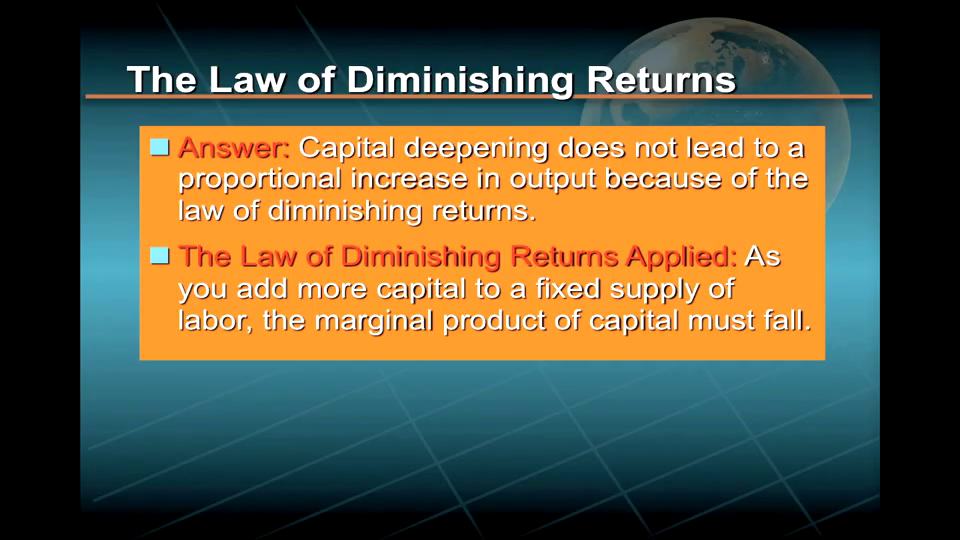 The Law of Diminishing Returns
Answer: Capital deepening does not lead to a
proportional increase in output because of the
law of diminishing returns.
The Law of Diminishing Returns Applied: As
you add more capital to a fixed supply of
labor, the marginal product of capital must fall.